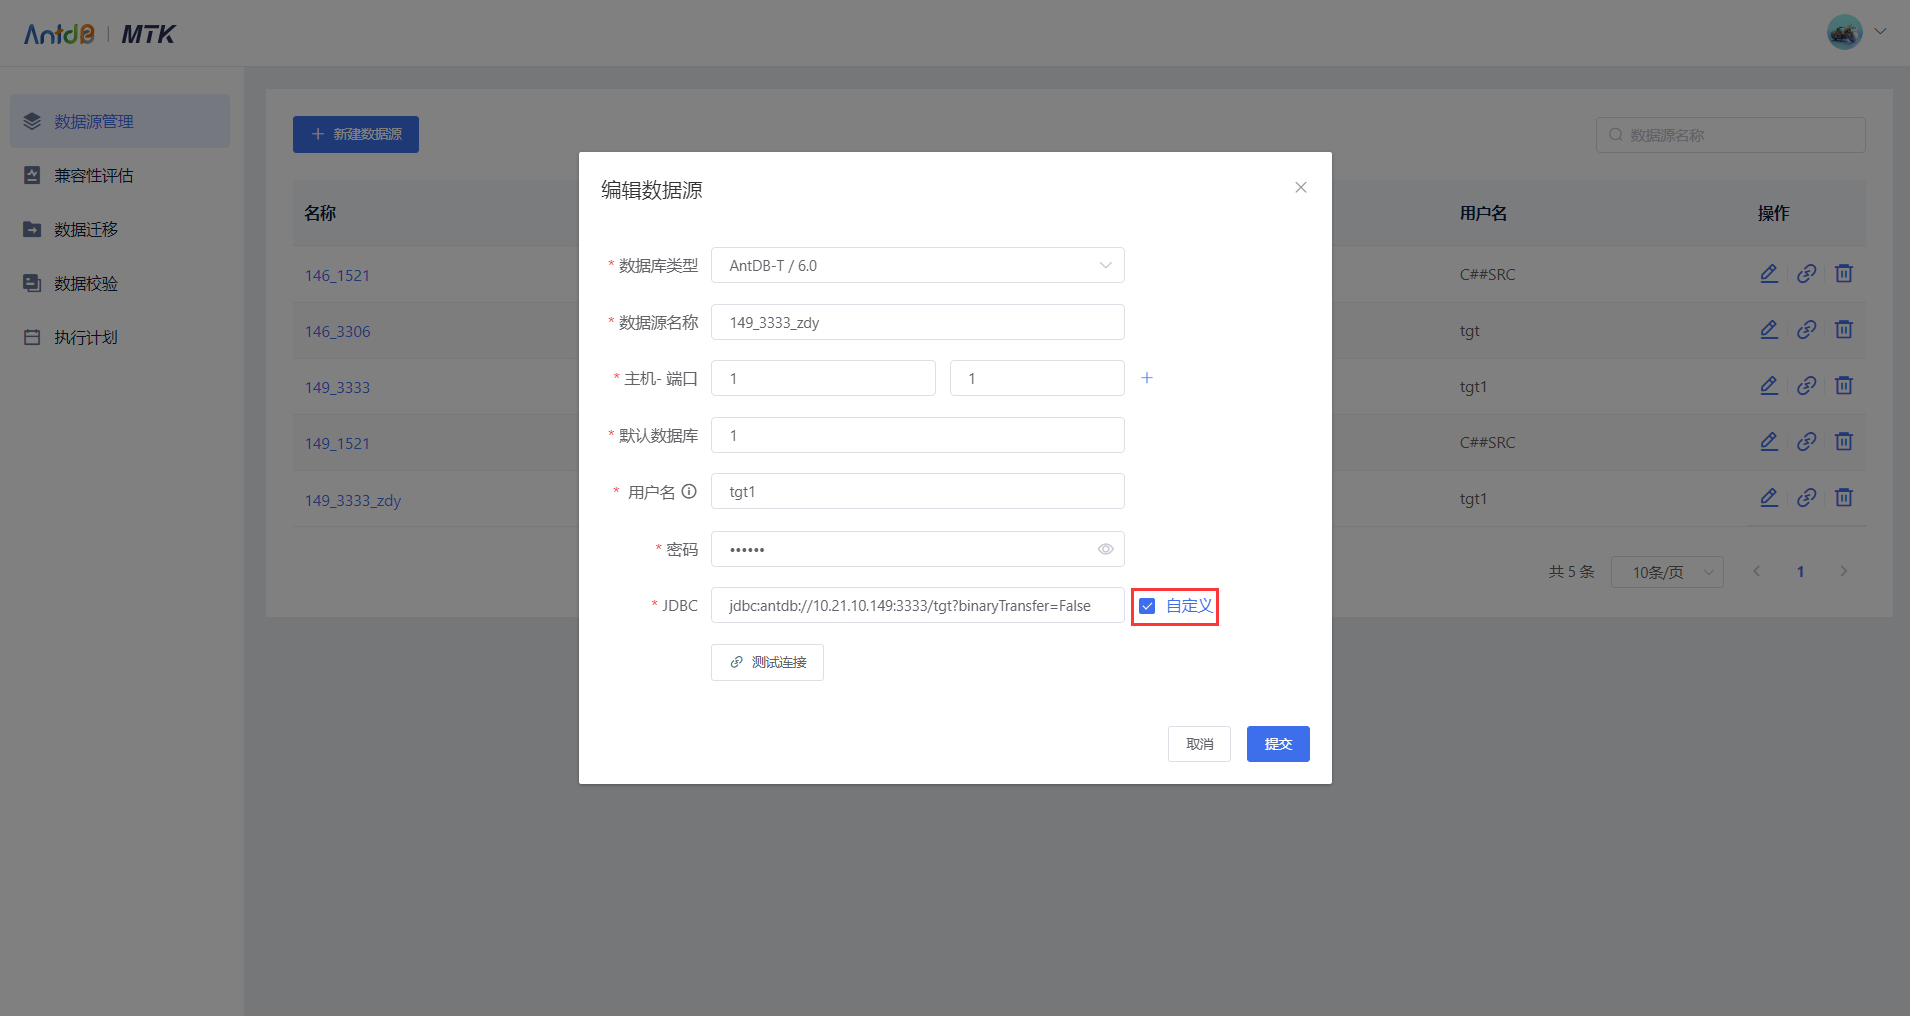 AntdB | MTK
数据源管理
兼容性评估
数据迁移
数据校验
执行计划
新建数据源
数据源名称
名称
用户名
操作
146_1521
C##SRC
146_3306
tgt
149_3333
tgt1
149_1521
C##SRC
149_3333_zdy
tgt1
共 5 条
10条/页
1
编辑数据源
* 数据库类型
AntDB-T / 6.0
* 数据源名称
149_3333_zdy
* 主机- 端口
1
1
* 默认数据库
1
* 用户名
tgt1
* 密码
••••••
* JDBC
jdbc:antdb://10.21.10.149:3333/tgt?binaryTransfer=False
自定义
测试连接
取消
提交